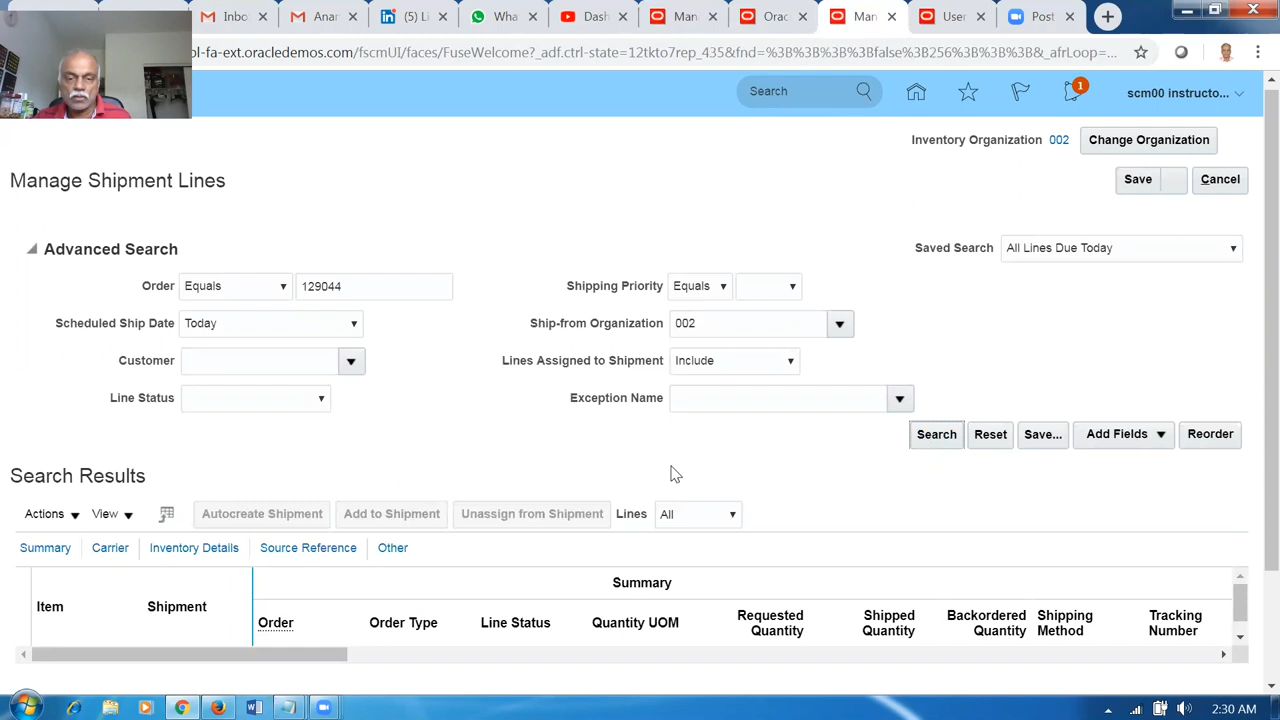 Inbo
Anar
(5) L
Wha
Dash
Man
Orac
Man
User
Post
ol-fa-ext.oracledemos.com/fscmUI/faces/FuseWelcome?_adf.ctrl-state=12tkto7rep_435&fnd=%3B%3B%3B%3Bfalse%3B256%3B%3B%3B&_afrLoop=...
Search
1
scm00 instructo...
Inventory Organization 002 Change Organization
Manage Shipment Lines
Save Cancel
Advanced Search
Saved Search All Lines Due Today
Order Equals 129044
Shipping Priority Equals
Scheduled Ship Date Today
Ship-from Organization 002
Customer
Lines Assigned to Shipment Include
Line Status
Exception Name
Search Reset Save... Add Fields Reorder
Search Results
Actions View Autocreate Shipment Add to Shipment Unassign from Shipment Lines All
Summary Carrier Inventory Details Source Reference Other
Summary
Item Shipment Order Order Type Line Status Quantity UOM Requested Quantity Shipped Quantity Backordered Quantity Shipping Method Tracking Number
2:30 AM